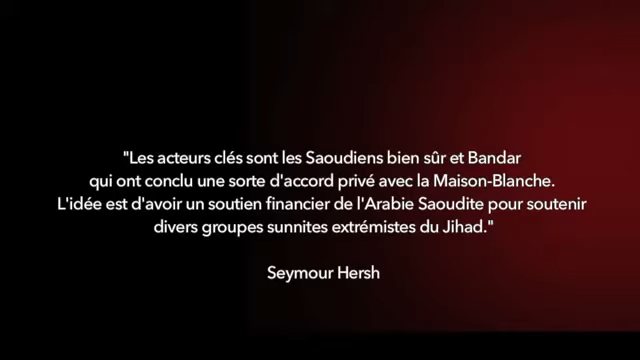 "Les acteurs clés sont les Saoudiens bien sûr et Bandar
qui ont conclu une sorte d'accord privé avec la Maison-Blanche.
L'idée est d'avoir un soutien financier de l'Arabie Saoudite pour soutenir
divers groupes sunnites extrémistes du Jihad."
Seymour Hersh